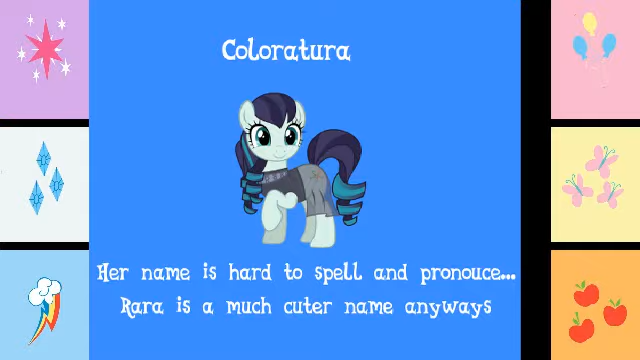 Coloratura
Her name is hard to spell and pronouce...
Rara is a much cuter name anyways